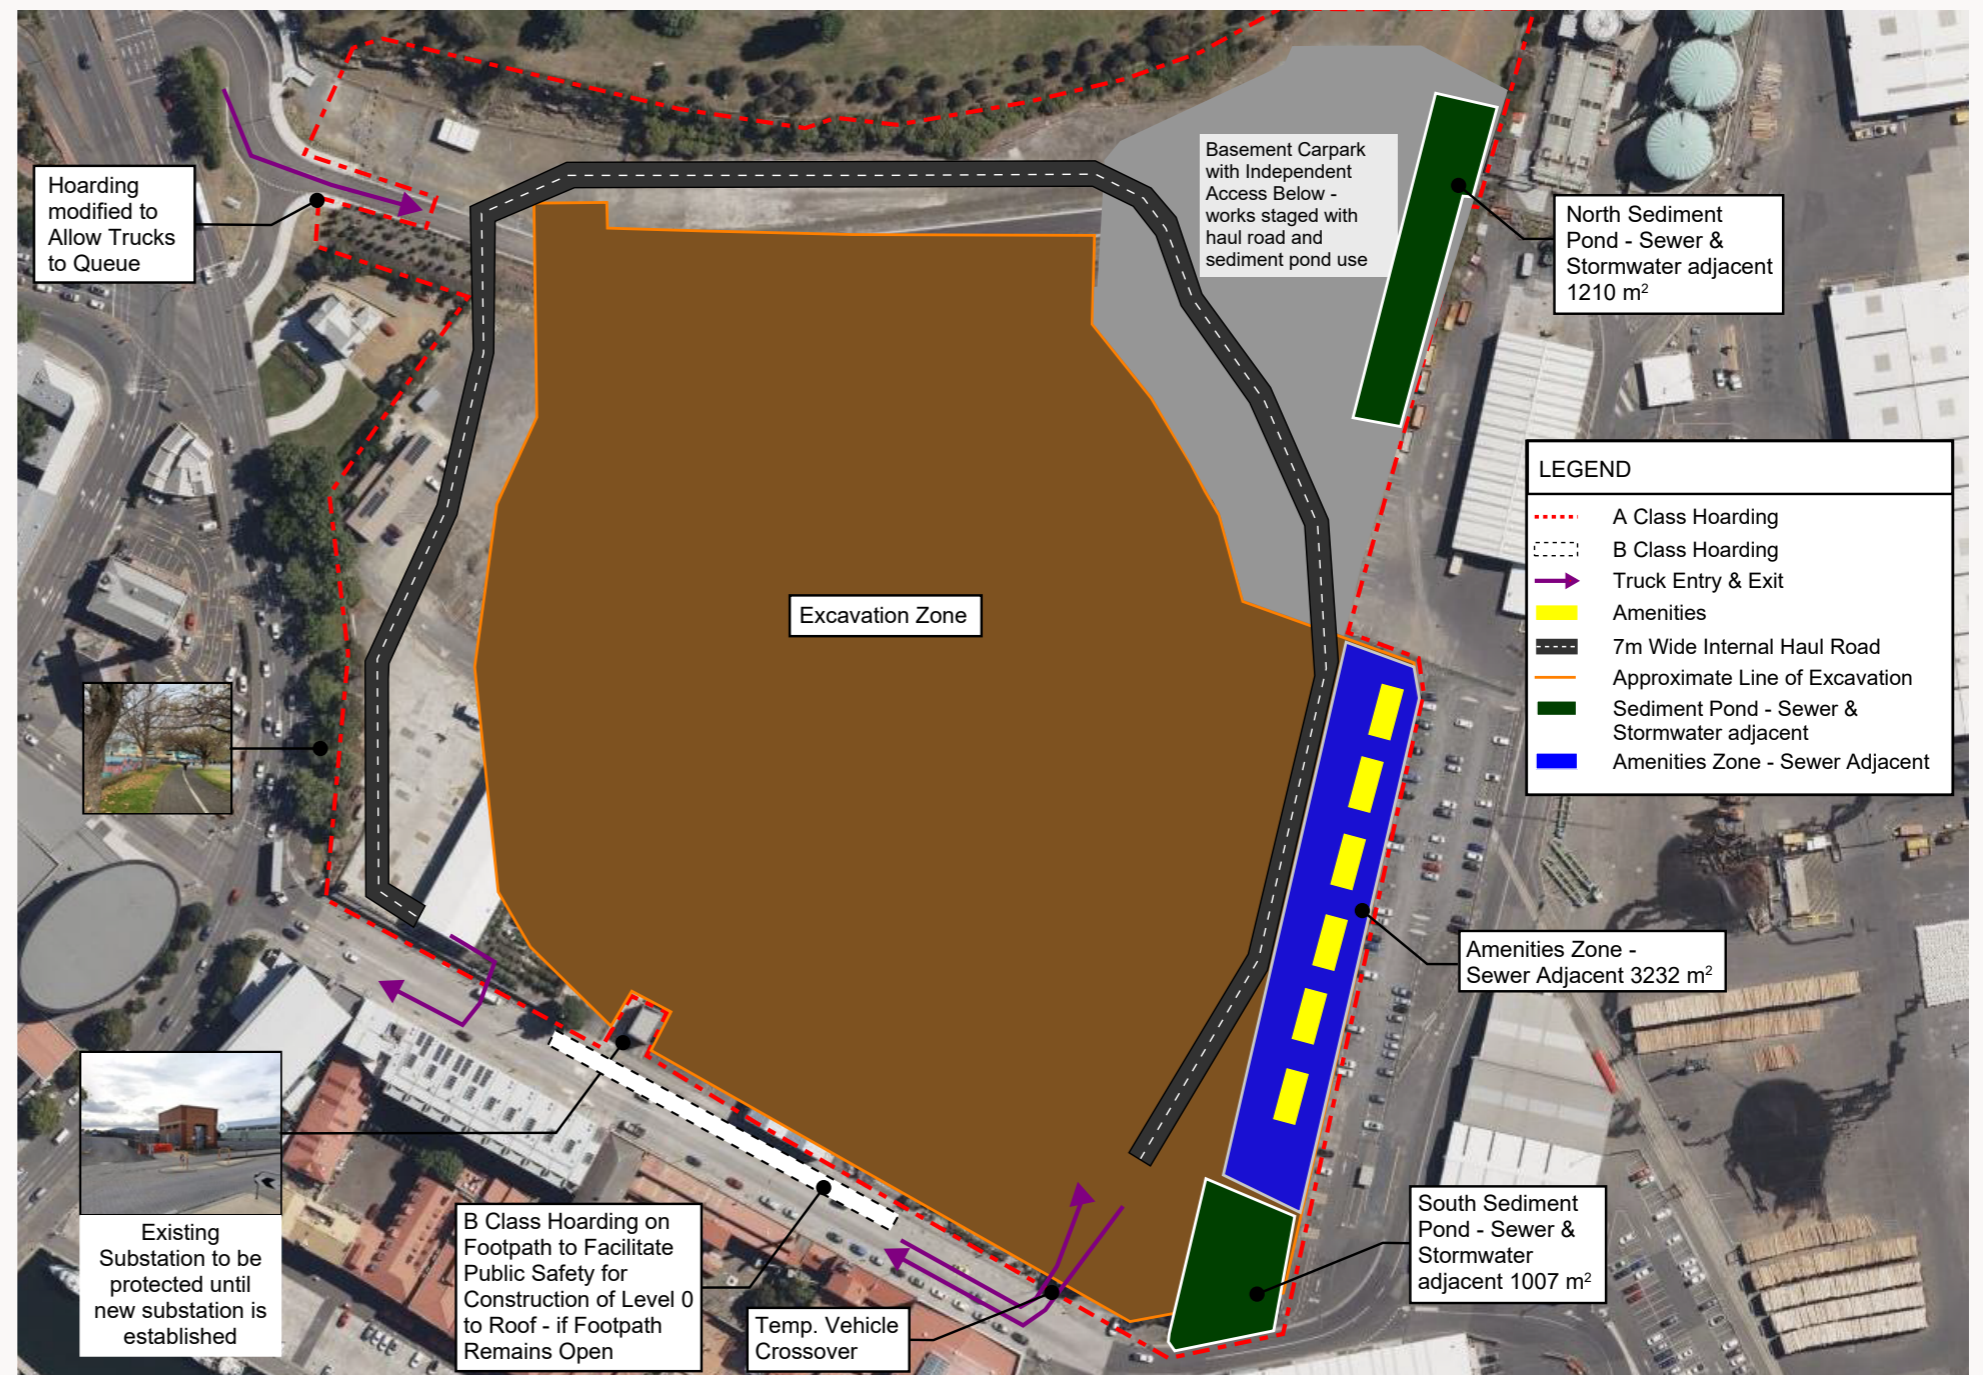 Hoarding
modified to
Allow Trucks
to Queue
Basement Carpark
with Independent
Access Below -
works staged with
haul road and
sediment pond use
North Sediment
Pond - Sewer &
Stormwater adjacent
1210 m²
LEGEND
A Class Hoarding
B Class Hoarding
Truck Entry & Exit
Amenities
7m Wide Internal Haul Road
Approximate Line of Excavation
Sediment Pond - Sewer &
Stormwater adjacent
Amenities Zone - Sewer Adjacent
Excavation Zone
Amenities Zone -
Sewer Adjacent 3232 m²
Existing
Substation to be
protected until
new substation is
established
B Class Hoarding on
Footpath to Facilitate
Public Safety for
Construction of Level 0
to Roof - if Footpath
Remains Open
Temp. Vehicle
Crossover
South Sediment
Pond - Sewer &
Stormwater
adjacent 1007 m²